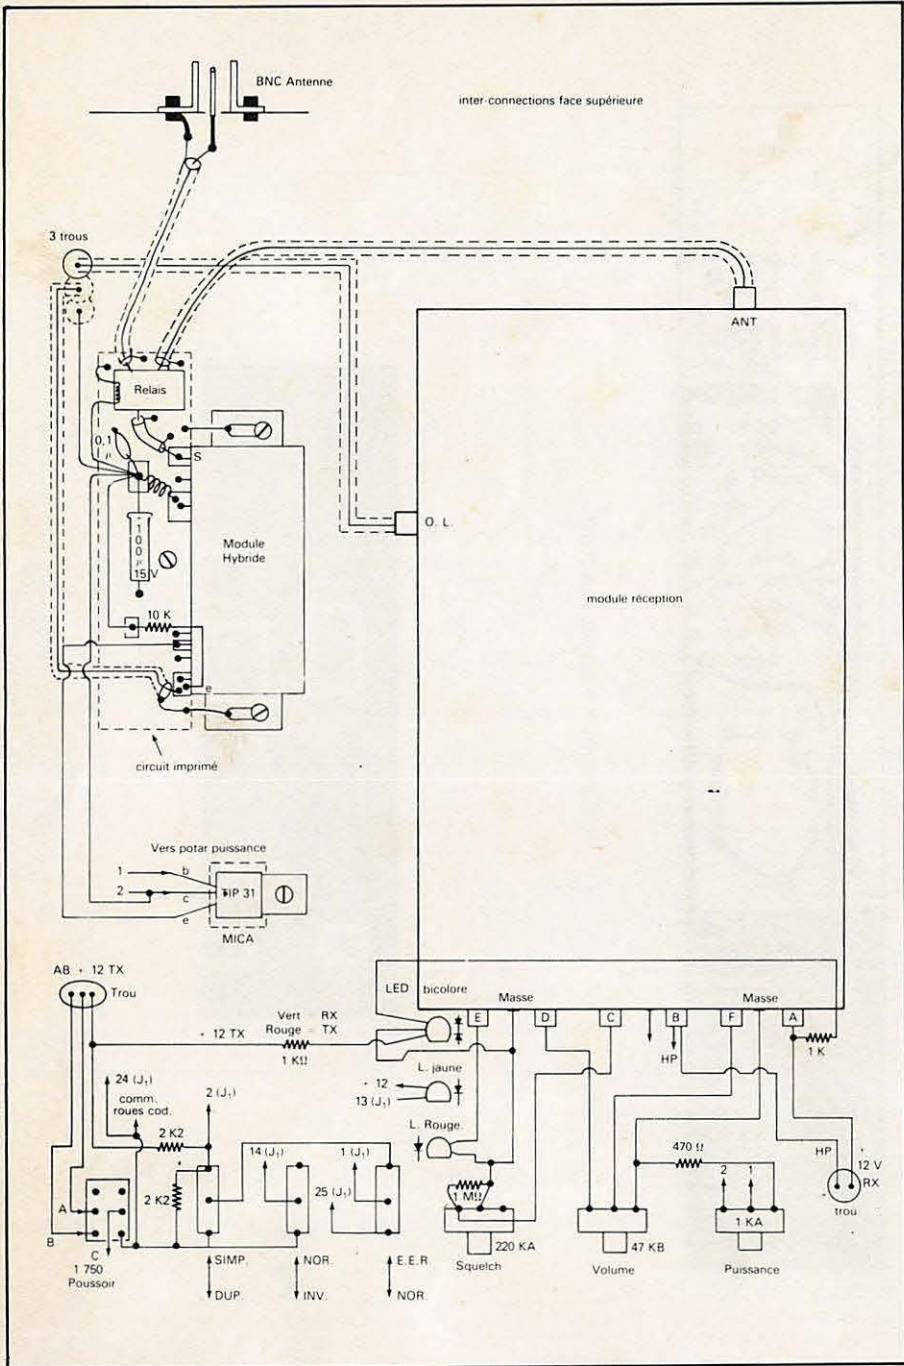 BNC Antenne
inter-connections face supérieure
3 trous
ANT
Relais
0,1
μ
S
O. L.
+
100
μ
15 V
Module
Hybride
module réception
10 K
e
circuit imprimé
Vers potar puissance
1
b
2
c
TIP 31
e
MICA
AB + 12 TX
Trou
LED bicolore
Masse
Masse
E
D
C
B
F
A
Vert = RX
Rouge = TX
+ 12 TX
1 KΩ
HP
1 K
24 (J1)
comm.
roues cod.
2 (J1)
L. jaune
+ 12
13 (J1)
L. Rouge.
2 K2
14 (J1)
1 (J1)
470 Ω
HP
+
12 V
RX
2 K2
25 (J1)
1 MΩ
2
1
A
B
-
trou
1 KA
C
1 750
Poussoir
SIMP.
NOR.
E.E.R.
220 KA
Squelch
47 KB
Volume
Puissance
DUP.
INV.
NOR.